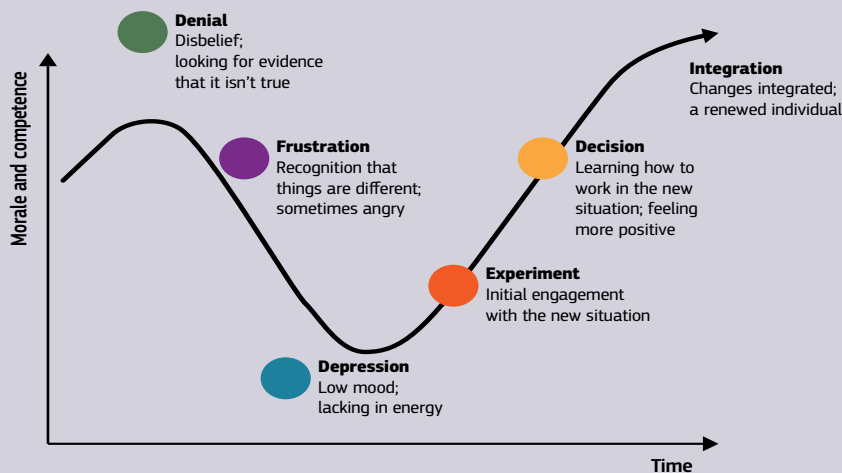 Denial
Disbelief;
looking for evidence
that it isn't true
Morale and competence
Frustration
Recognition that
things are different;
sometimes angry
Depression
Low mood;
lacking in energy
Experiment
Initial engagement
with the new situation
Decision
Learning how to
work in the new
situation; feeling
more positive
Integration
Changes integrated;
a renewed individual
Time